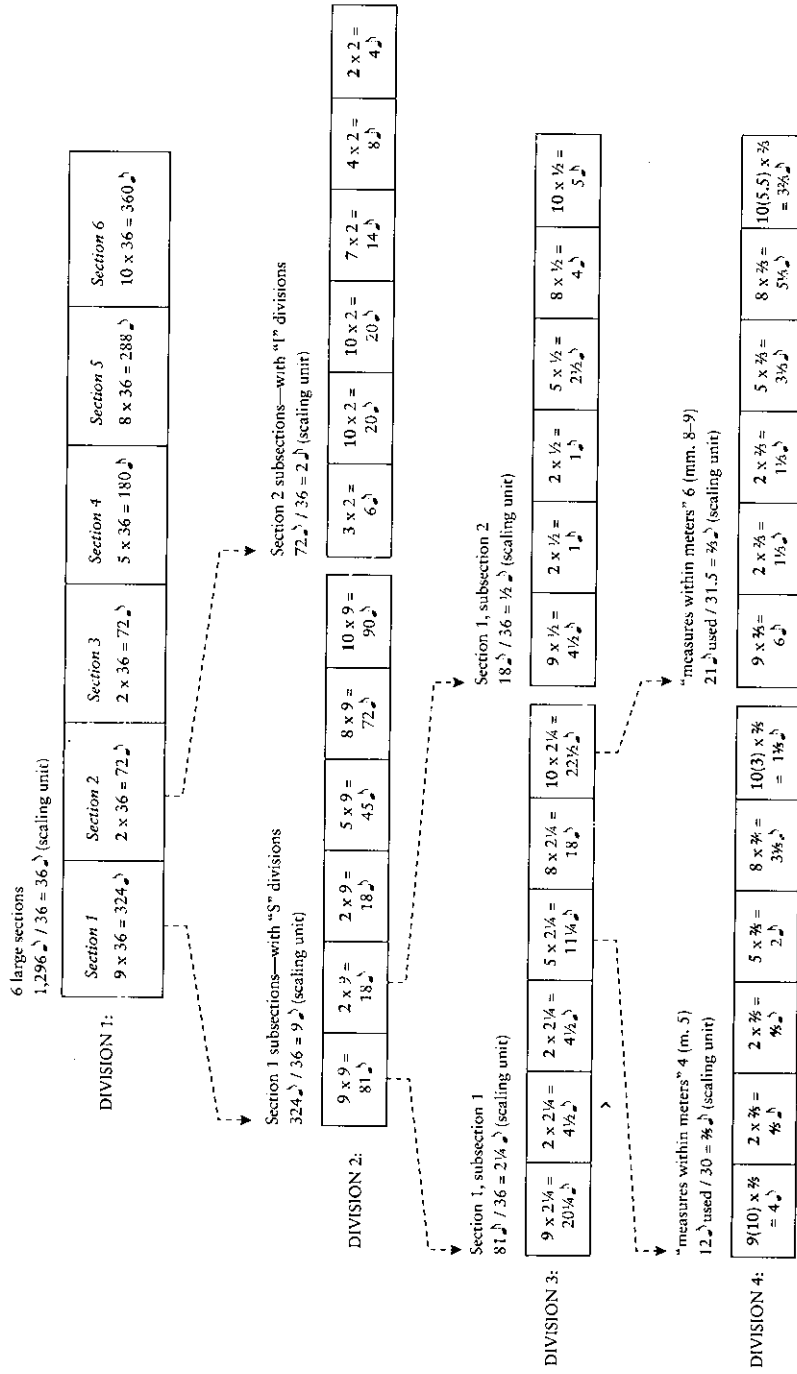 6 large sections
1,296♪ / 36 = 36♪ (scaling unit)
DIVISION 1:
Section 1
9 x 36 = 324♪
Section 2
2 x 36 = 72♪
Section 3
2 x 36 = 72♪
Section 4
5 x 36 = 180♪
Section 5
8 x 36 = 288♪
Section 6
10 x 36 = 360♪
Section 1 subsections—with "S" divisions
324♪ / 36 = 9♪ (scaling unit)
Section 2 subsections—with "I" divisions
72♪ / 36 = 2♪ (scaling unit)
DIVISION 2:
9 x 9 =
81♪
2 x 9 =
18♪
2 x 9 =
18♪
5 x 9 =
45♪
8 x 9 =
72♪
10 x 9 =
90♪
3 x 2 =
6♪
10 x 2 =
20♪
10 x 2 =
20♪
7 x 2 =
14♪
4 x 2 =
8♪
2 x 2 =
4♪
Section 1, subsection 1
81♪ / 36 = 2¼♪ (scaling unit)
Section 1, subsection 2
18♪ / 36 = ½♪ (scaling unit)
DIVISION 3:
9 x 2¼ =
20¼♪
2 x 2¼ =
4½♪
2 x 2¼ =
4½♪
5 x 2¼ =
11¼♪
8 x 2¼ =
18♪
10 x 2¼ =
22½♪
9 x ½ =
4½♪
2 x ½ =
1♪
2 x ½ =
1♪
5 x ½ =
2½♪
8 x ½ =
4♪
10 x ½ =
5♪
"measures within meters" 4 (m. 5)
12♪ used / 30 = ⅖♪ (scaling unit)
"measures within meters" 6 (mm. 8–9)
21♪ used / 31.5 = ⅔♪ (scaling unit)
DIVISION 4:
9(10) x ⅖
= 4♪
2 x ⅖ =
⅘♪
2 x ⅖ =
⅘♪
5 x ⅖ =
2♪
8 x ⅖ =
3⅕♪
10(3) x ⅖
= 1⅕♪
9 x ⅔ =
6♪
2 x ⅔ =
1⅓♪
2 x ⅔ =
1⅓♪
5 x ⅔ =
3⅓♪
8 x ⅔ =
5⅓♪
10(5.5) x ⅔
= 3⅔♪